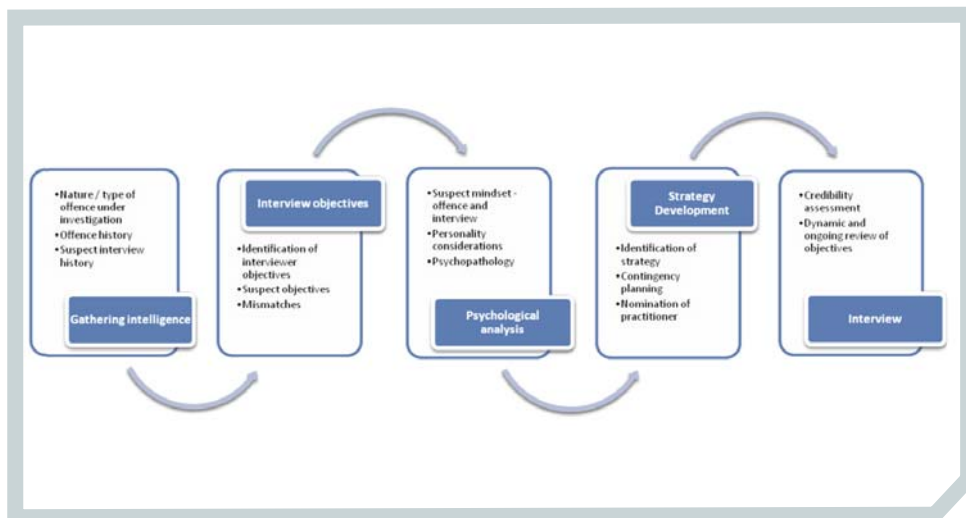 •Nature / type of
offence under
investigation
•Offence history
•Suspect interview
history
Gathering intelligence
Interview objectives
•Identification of
interviewer
objectives
•Suspect objectives
•Mismatches
•Suspect mindset -
offence and
interview
•Personality
considerations
•Psychopathology
Psychological
analysis
Strategy
Development
•Identification of
strategy
•Contingency
planning
•Nomination of
practitioner
•Credibility
assessment
•Dynamic and
ongoing review of
objectives
Interview